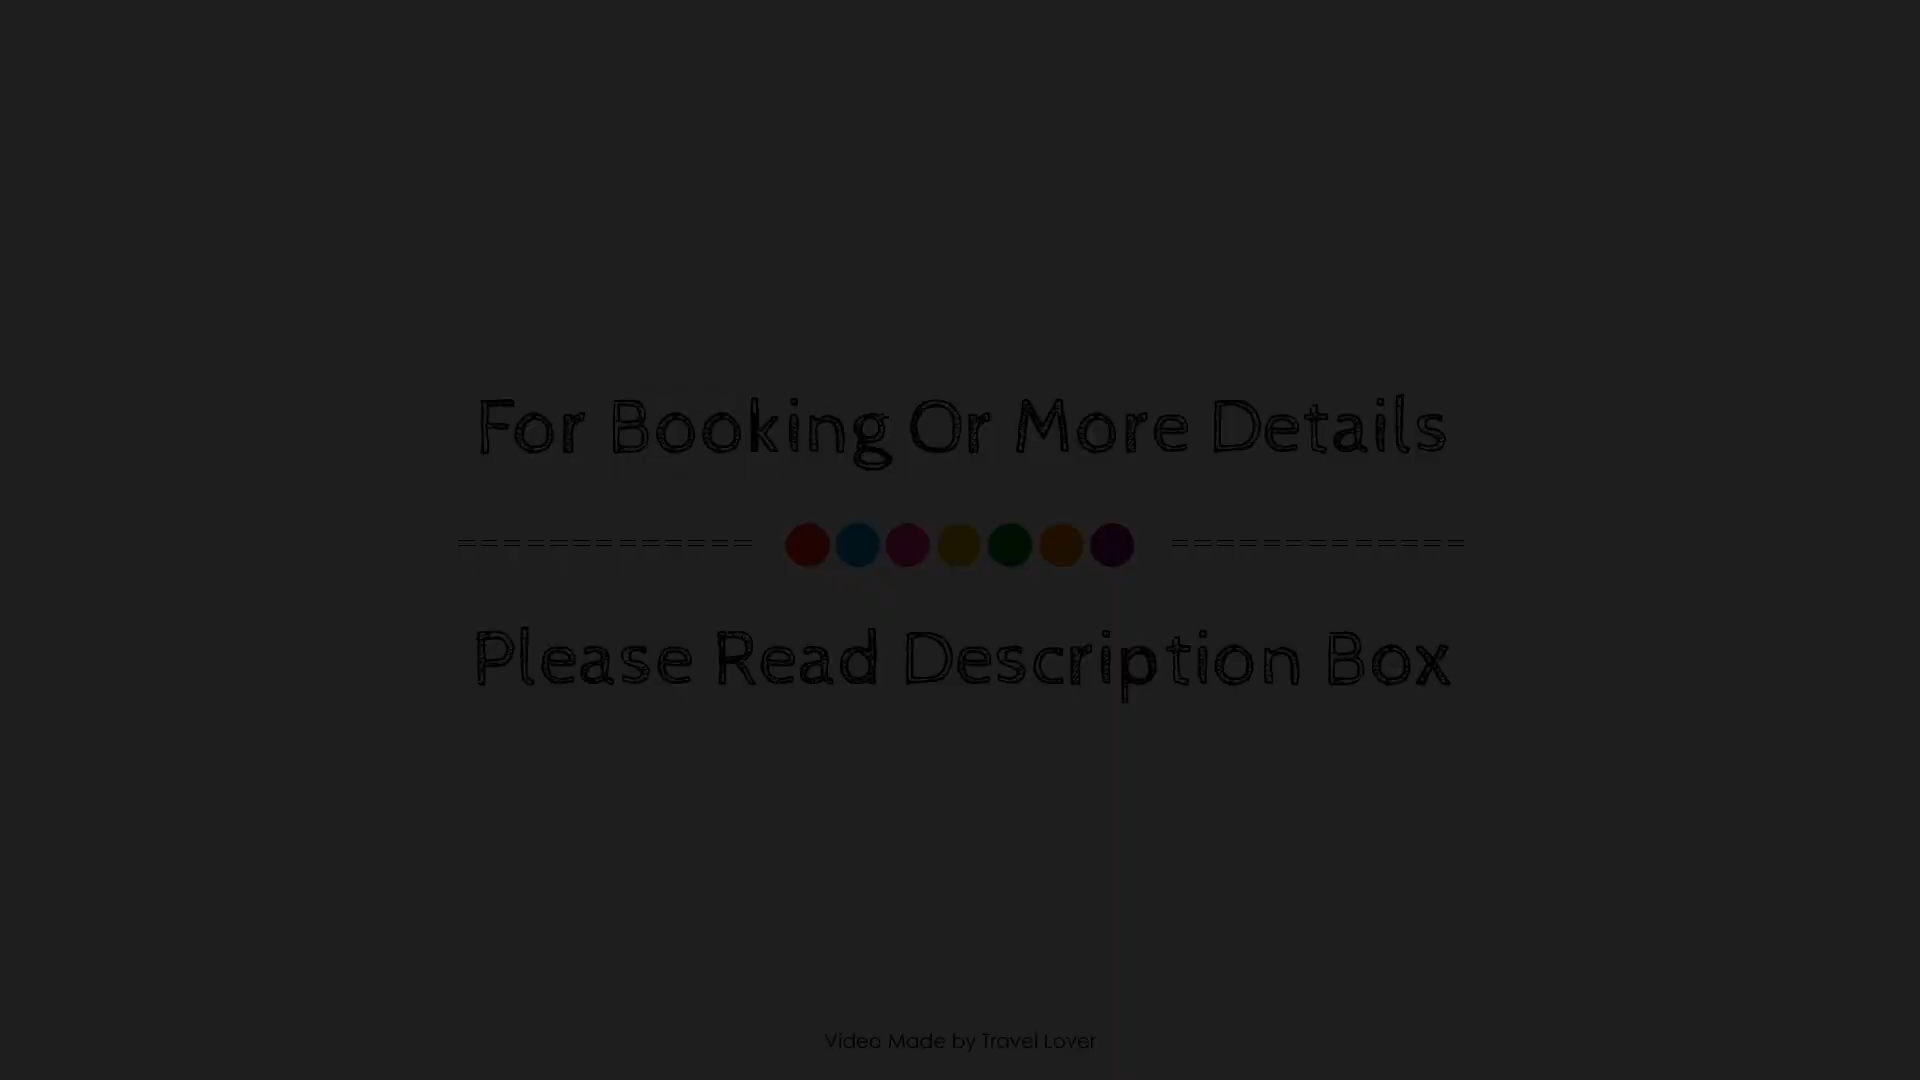 For Booking Or More Details
============= =============
Please Read Description Box
Video Made by Travel Lover